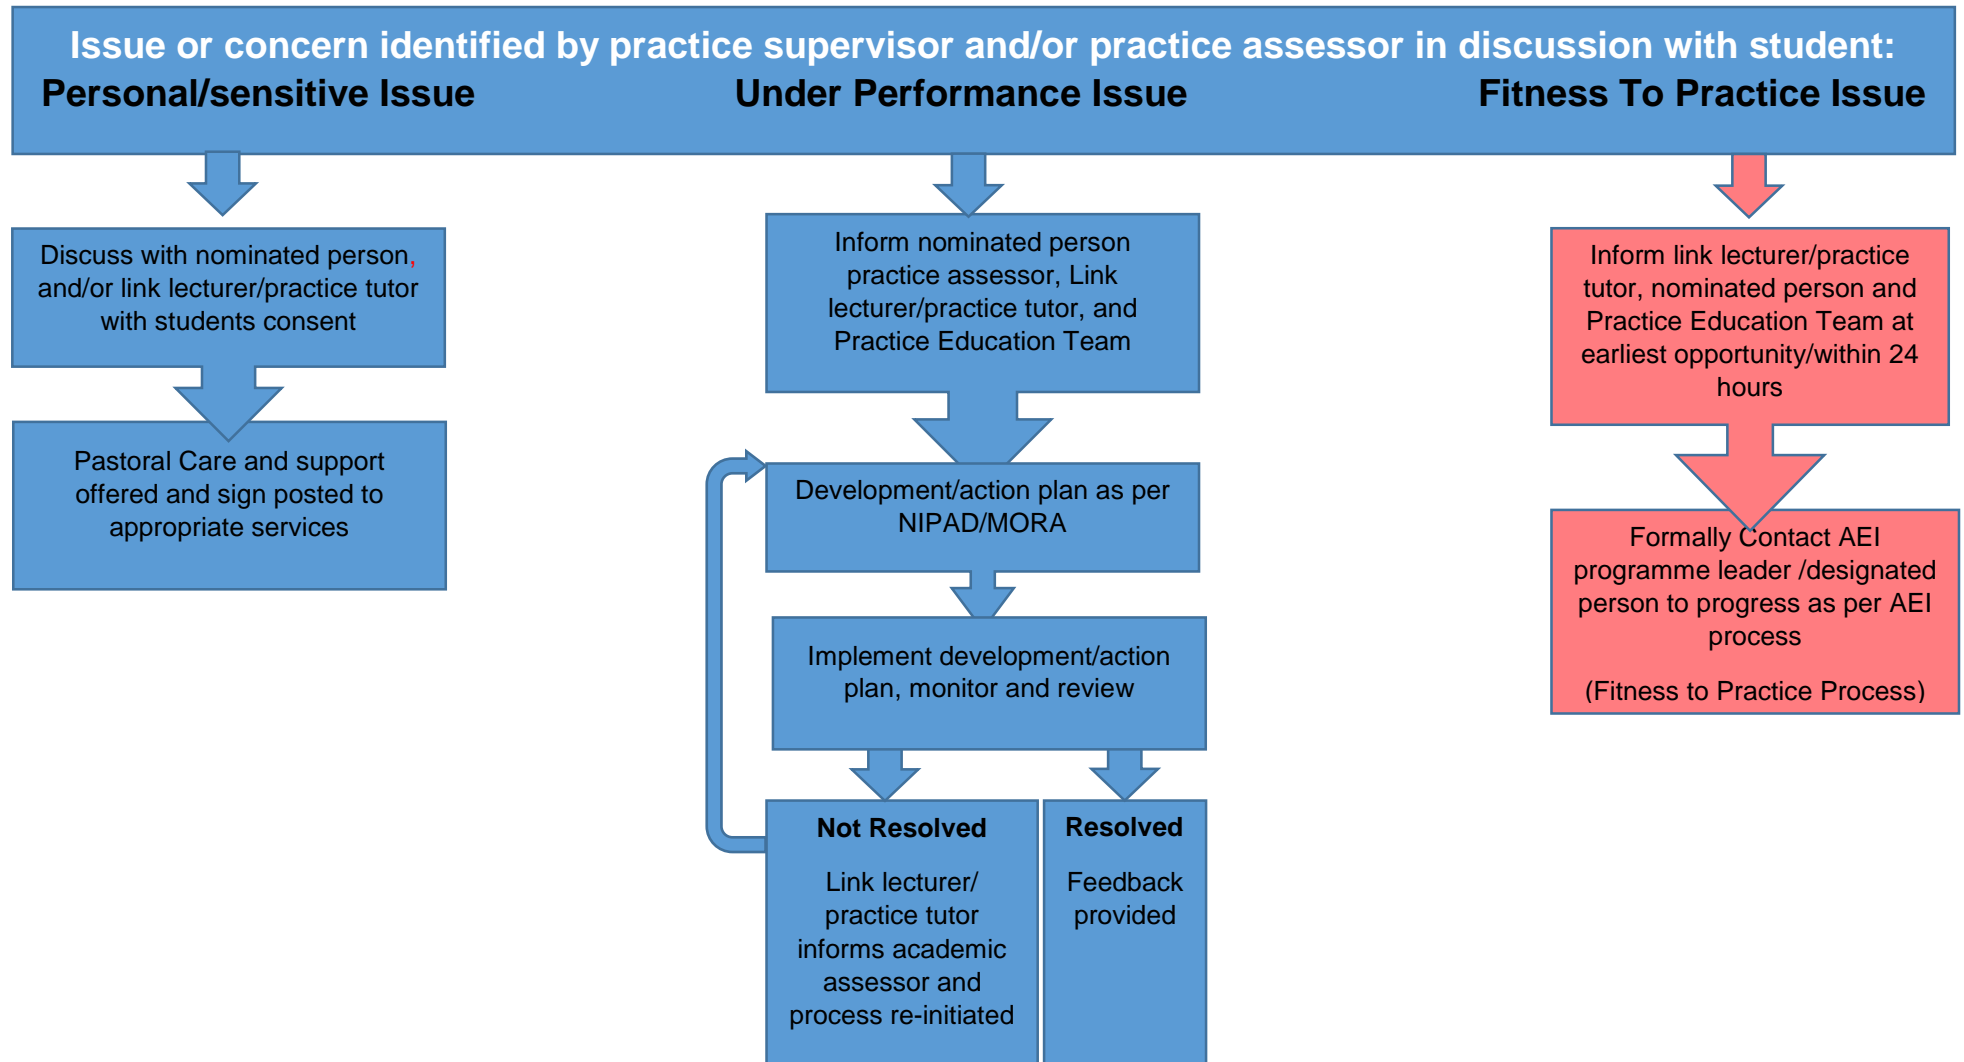 Issue or concern identified by practice supervisor and/or practice assessor in discussion with student:
Personal/sensitive Issue
Under Performance Issue
Fitness To Practice Issue
Discuss with nominated person,
and/or link lecturer/practice tutor
with students consent
Pastoral Care and support
offered and sign posted to
appropriate services
Inform nominated person
practice assessor, Link
lecturer/practice tutor, and
Practice Education Team
Development/action plan as per
NIPAD/MORA
Implement development/action
plan, monitor and review
Not Resolved
Link lecturer/
practice tutor
informs academic
assessor and
process re-initiated
Resolved
Feedback
provided
Inform link lecturer/practice
tutor, nominated person and
Practice Education Team at
earliest opportunity/within 24
hours
Formally Contact AEI
programme leader /designated
person to progress as per AEI
process
(Fitness to Practice Process)